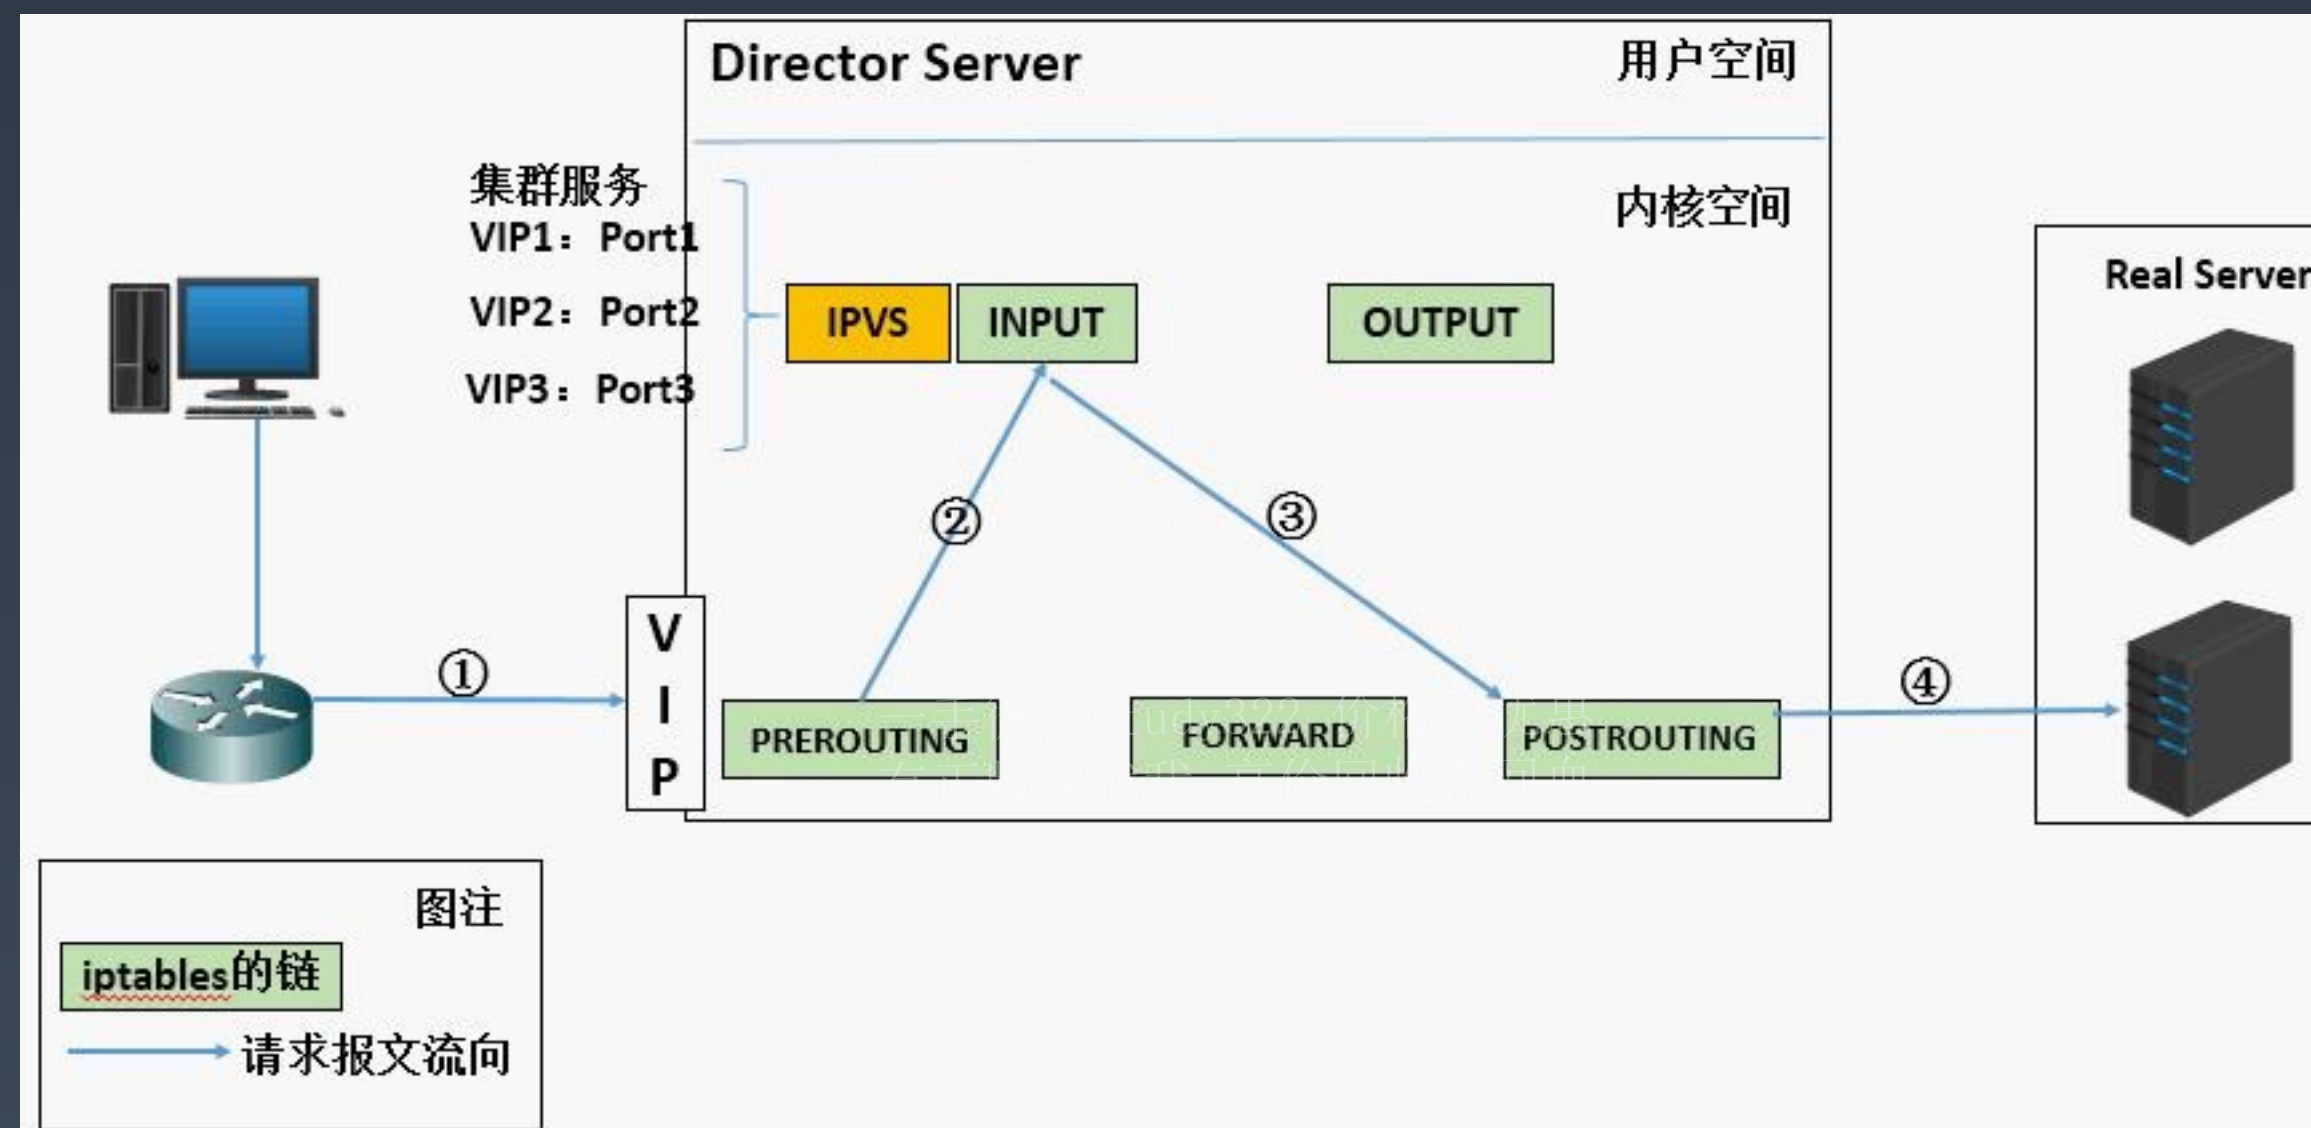 Director Server
用户空间
集群服务
VIP1： Port1
VIP2： Port2
VIP3： Port3
内核空间
IPVS
INPUT
OUTPUT
Real Server
②
③
①
④
V
I
P
PREROUTING
FORWARD
POSTROUTING
图注
iptables的链
请求报文流向